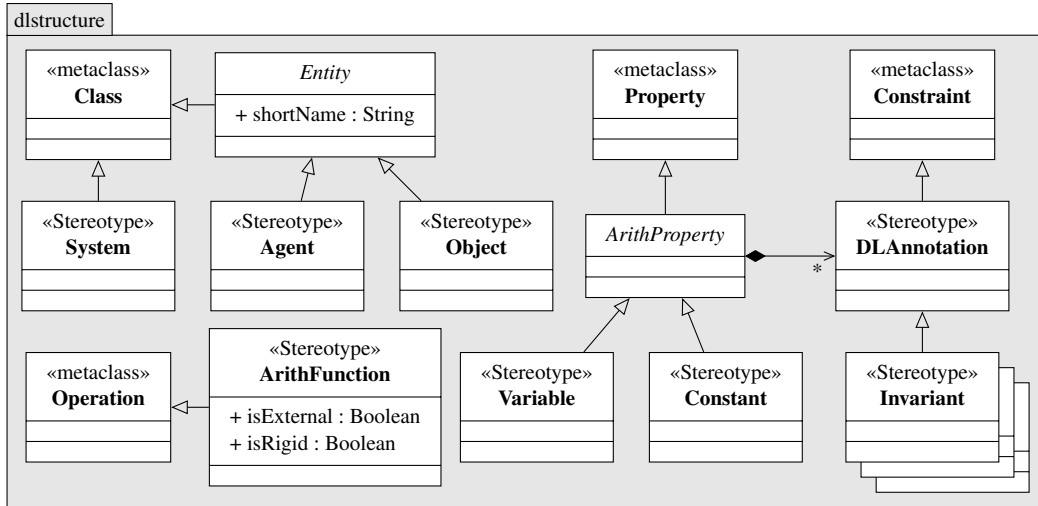 dlstructure
«metaclass»
Class
Entity
+ shortName : String
«metaclass»
Property
«metaclass»
Constraint
«Stereotype»
System
«Stereotype»
Agent
«Stereotype»
Object
ArithProperty
*
«Stereotype»
DLAnnotation
«metaclass»
Operation
«Stereotype»
ArithFunction
+ isExternal : Boolean
+ isRigid : Boolean
«Stereotype»
Variable
«Stereotype»
Constant
«Stereotype»
Invariant